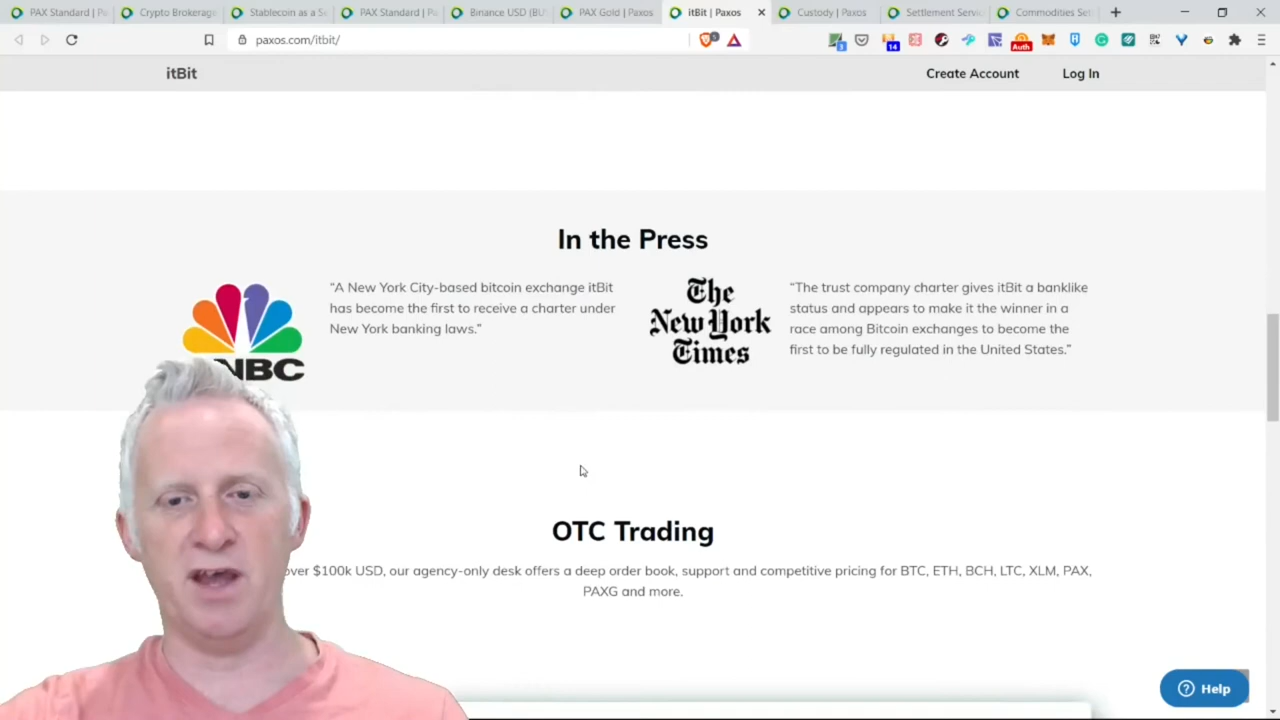 PAX Standard | Pa
Crypto Brokerage
Stablecoin as a Se
PAX Standard | Pa
Binance USD (BUS
PAX Gold | Paxos
itBit | Paxos
Custody | Paxos
Settlement Servi
Commodities Set
paxos.com/itbit/
14
Auth
itBit
Create Account
Log In
In the Press
NBC
“A New York City-based bitcoin exchange itBit
has become the first to receive a charter under
New York banking laws.”
The
New York
Times
“The trust company charter gives itBit a banklike
status and appears to make it the winner in a
race among Bitcoin exchanges to become the
first to be fully regulated in the United States.”
OTC Trading
over $100k USD, our agency-only desk offers a deep order book, support and competitive pricing for BTC, ETH, BCH, LTC, XLM, PAX,
PAXG and more.
Help